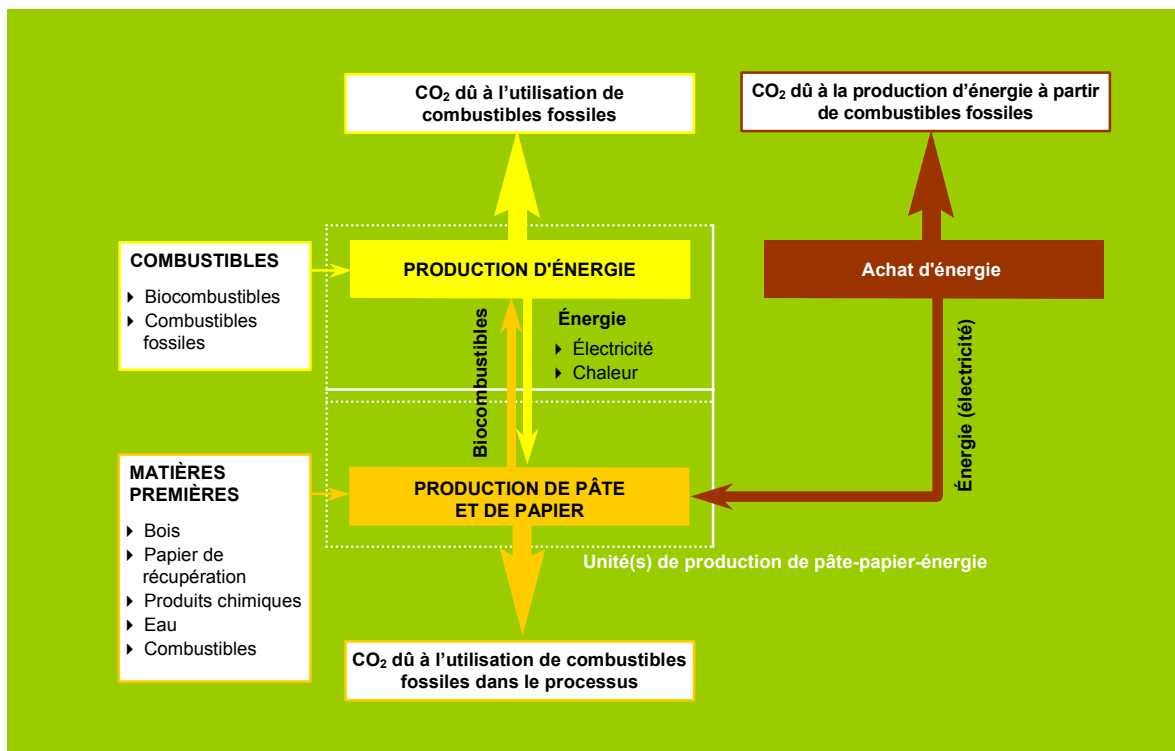 CO₂ dû à l’utilisation de
combustibles fossiles
CO₂ dû à la production d’énergie à partir
de combustibles fossiles
COMBUSTIBLES
Biocombustibles
Combustibles
fossiles
PRODUCTION D'ÉNERGIE
Achat d'énergie
Biocombustibles
Énergie
Électricité
Chaleur
Énergie (électricité)
MATIÈRES
PREMIÈRES
Bois
Papier de
récupération
Produits chimiques
Eau
Combustibles
PRODUCTION DE PÂTE
ET DE PAPIER
Unité(s) de production de pâte-papier-énergie
CO₂ dû à l’utilisation de combustibles
fossiles dans le processus